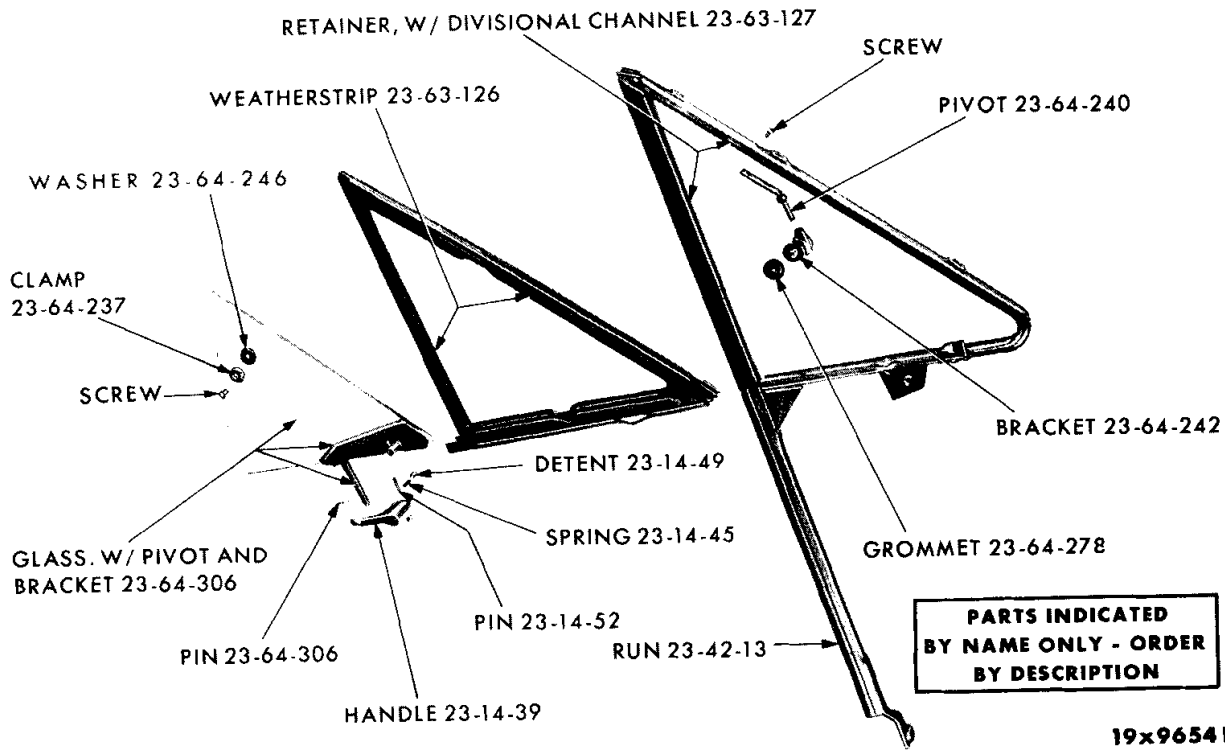 RETAINER, W/ DIVISIONAL CHANNEL 23-63-127
SCREW
WEATHERSTRIP 23-63-126
PIVOT 23-64-240
WASHER 23-64-246
CLAMP
23-64-237
SCREW
BRACKET 23-64-242
DETENT 23-14-49
SPRING 23-14-45
GROMMET 23-64-278
GLASS. W/ PIVOT AND
BRACKET 23-64-306
PIN 23-14-52
PIN 23-64-306
RUN 23-42-13
HANDLE 23-14-39
PARTS INDICATED
BY NAME ONLY - ORDER
BY DESCRIPTION
19x96541